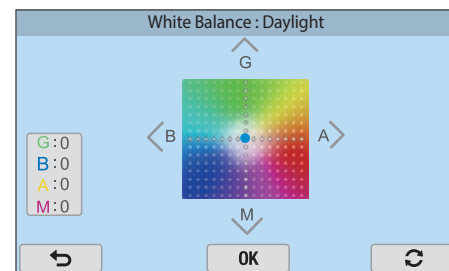 White Balance : Daylight
G
B
A
M
G:0
B:0
A:0
M:0
OK